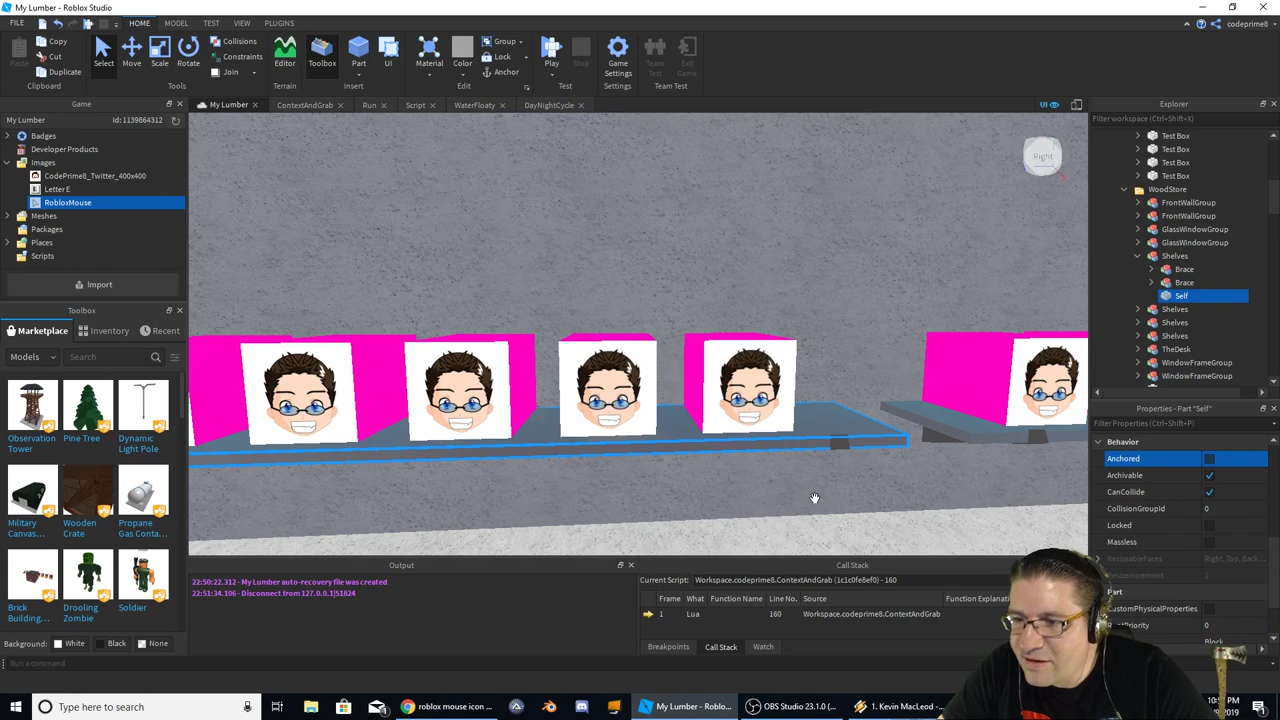 My Lumber - Roblox Studio
FILE HOME MODEL TEST VIEW PLUGINS codeprime8
Paste Copy Cut Duplicate Select Move Scale Rotate Collisions Constraints Join Editor Toolbox Part UI Material Color Group Lock Anchor Play Stop Game Settings Team Test Exit Game
Clipboard Tools Terrain Insert Edit Test Settings Team Test
Game
My Lumber Id: 1139864312
Badges
Developer Products
Images
CodePrime8_Twitter_400x400
Letter E
RobloxMouse
Meshes
Packages
Places
Scripts
Import
Toolbox
Marketplace Inventory Recent
Models Search
Observation Tower
Pine Tree
Dynamic Light Pole
Military Canvas...
Wooden Crate
Propane Gas Conta...
Brick Building...
Drooling Zombie
Soldier
Background: White Black None
Run a command
My Lumber ContextAndGrab Run Script WaterFloaty DayNightCycle UI
Right
Output
22:50:22.312 - My Lumber auto-recovery file was created
22:51:34.106 - Disconnect from 127.0.0.1|51824
Call Stack
Current Script: Workspace.codeprime8.ContextAndGrab (1c1c0fe8ef0) - 160
Frame What Function Name Line No. Source Function Explanati
1 Lua 160 Workspace.codeprime8.ContextAndGrab
Breakpoints Call Stack Watch
Explorer
Filter workspace (Ctrl+Shift+X)
Test Box
Test Box
Test Box
Test Box
WoodStore
FrontWallGroup
FrontWallGroup
GlassWindowGroup
GlassWindowGroup
Shelves
Brace
Brace
Self
Shelves
Shelves
Shelves
TheDesk
WindowFrameGroup
WindowFrameGroup
Properties - Part "Self"
Filter Properties (Ctrl+Shift+P)
Behavior
Anchored
Archivable
CanCollide
CollisionGroupId 0
Locked
Massless
ResizeableFaces Right, Top, Back...
ResizeIncrement 1
Part
CustomPhysicalProperties
0
Type here to search
roblox mouse icon ...
My Lumber - Roblo...
OBS Studio 23.1.0 (...
1. Kevin MacLeod - ...